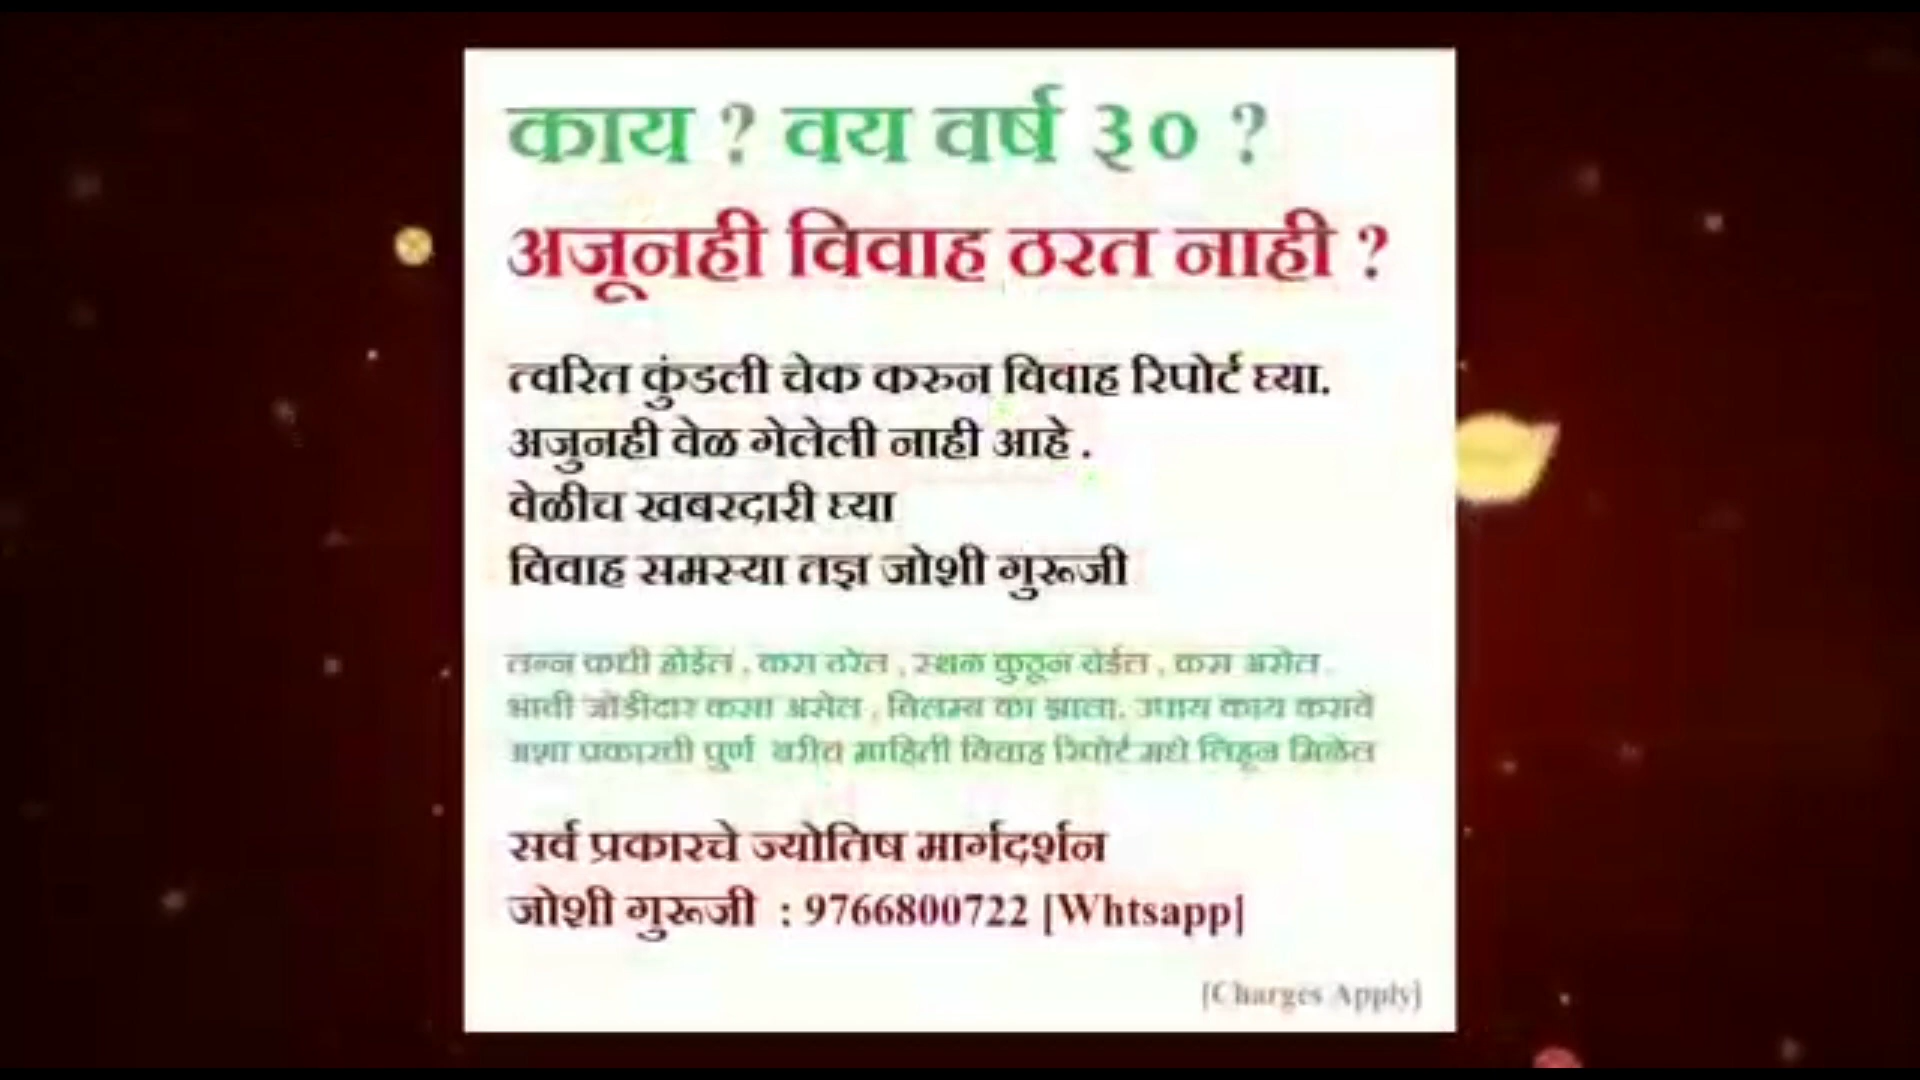 काय ? वय वर्ष ३० ?
अजूनही विवाह ठरत नाही ?
त्वरित कुंडली चेक करुन विवाह रिपोर्ट घ्या.
अजुनही वेळ गेलेली नाही आहे .
वेळीच खबरदारी घ्या
विवाह समस्या तज्ञ जोशी गुरूजी
लग्न कधी होईल , कसा ठरेल , स्थळ कुठून येईल , कस असेल .
भावी जोडीदार कसा असेल , विलम्ब का झाला. उपाय काय करावे
अशा प्रकारची पुर्ण बरीच माहिती विवाह रिपोर्ट मधे लिहून मिळेल
सर्व प्रकारचे ज्योतिष मार्गदर्शन
जोशी गुरूजी : 9766800722 [Whtsapp]
[Charges Apply]